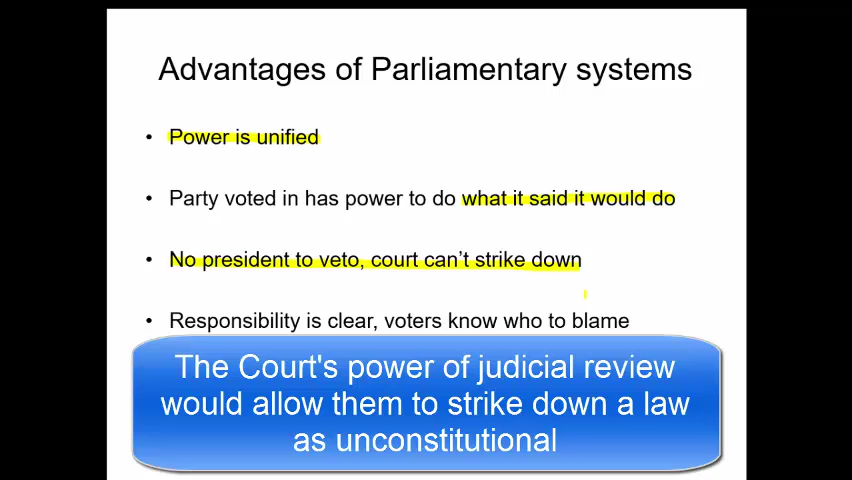 Advantages of Parliamentary systems
• Power is unified
• Party voted in has power to do what it said it would do
• No president to veto, court can't strike down
• Responsibility is clear, voters know who to blame
The Court's power of judicial review
would allow them to strike down a law
as unconstitutional